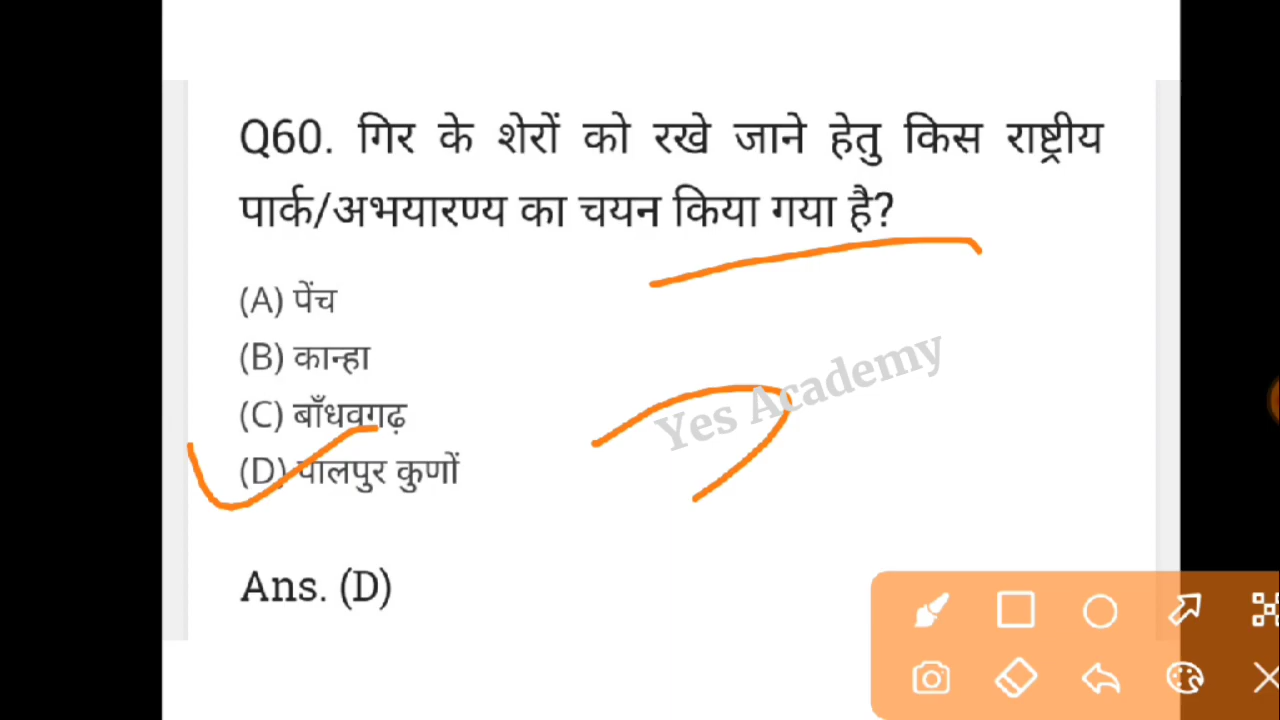 Q60. गिर के शेरों को रखे जाने हेतु किस राष्ट्रीय
पार्क/अभयारण्य का चयन किया गया है?
(A) पेंच
(B) कान्हा
(C) बाँधवगढ़
(D) पालपुर कुणों
Yes Academy
Ans. (D)